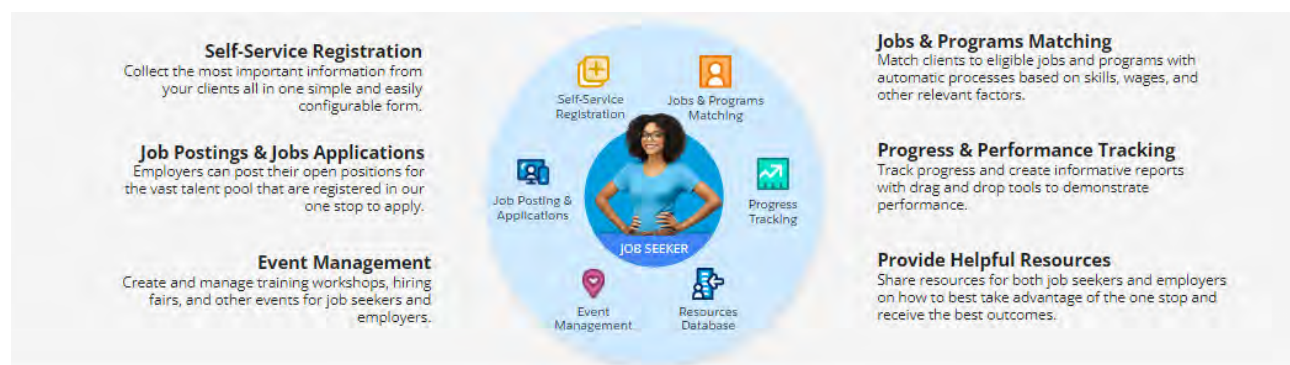 Self-Service Registration
Collect the most important information from
your clients all in one simple and easily
configurable form.
Job Postings & Jobs Applications
Employers can post their open positions for
the vast talent pool that are registered in our
one stop to apply.
Event Management
Create and manage training workshops, hiring
fairs, and other events for job seekers and
employers.
Self-Service
Registration
Jobs & Programs
Matching
Job Posting &
Applications
Progress
Tracking
JOB SEEKER
Event
Management
Resources
Database
Jobs & Programs Matching
Match clients to eligible jobs and programs with
automatic processes based on skills, wages, and
other relevant factors.
Progress & Performance Tracking
Track progress and create informative reports
with drag and drop tools to demonstrate
performance.
Provide Helpful Resources
Share resources for both job seekers and employers
on how to best take advantage of the one stop and
receive the best outcomes.